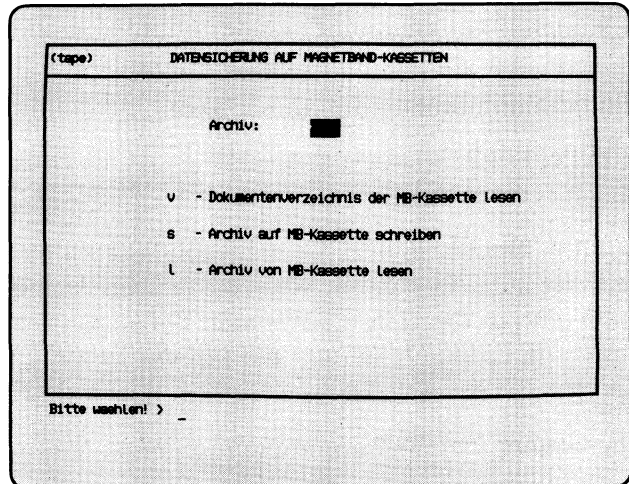 (tape) DATENSICHERUNG AUF MAGNETBAND-KASSETTEN
Archiv:
v - Dokumentenverzeichnis der MB-Kassette lesen
s - Archiv auf MB-Kassette schreiben
l - Archiv von MB-Kassette lesen
Bitte waehlen! > _